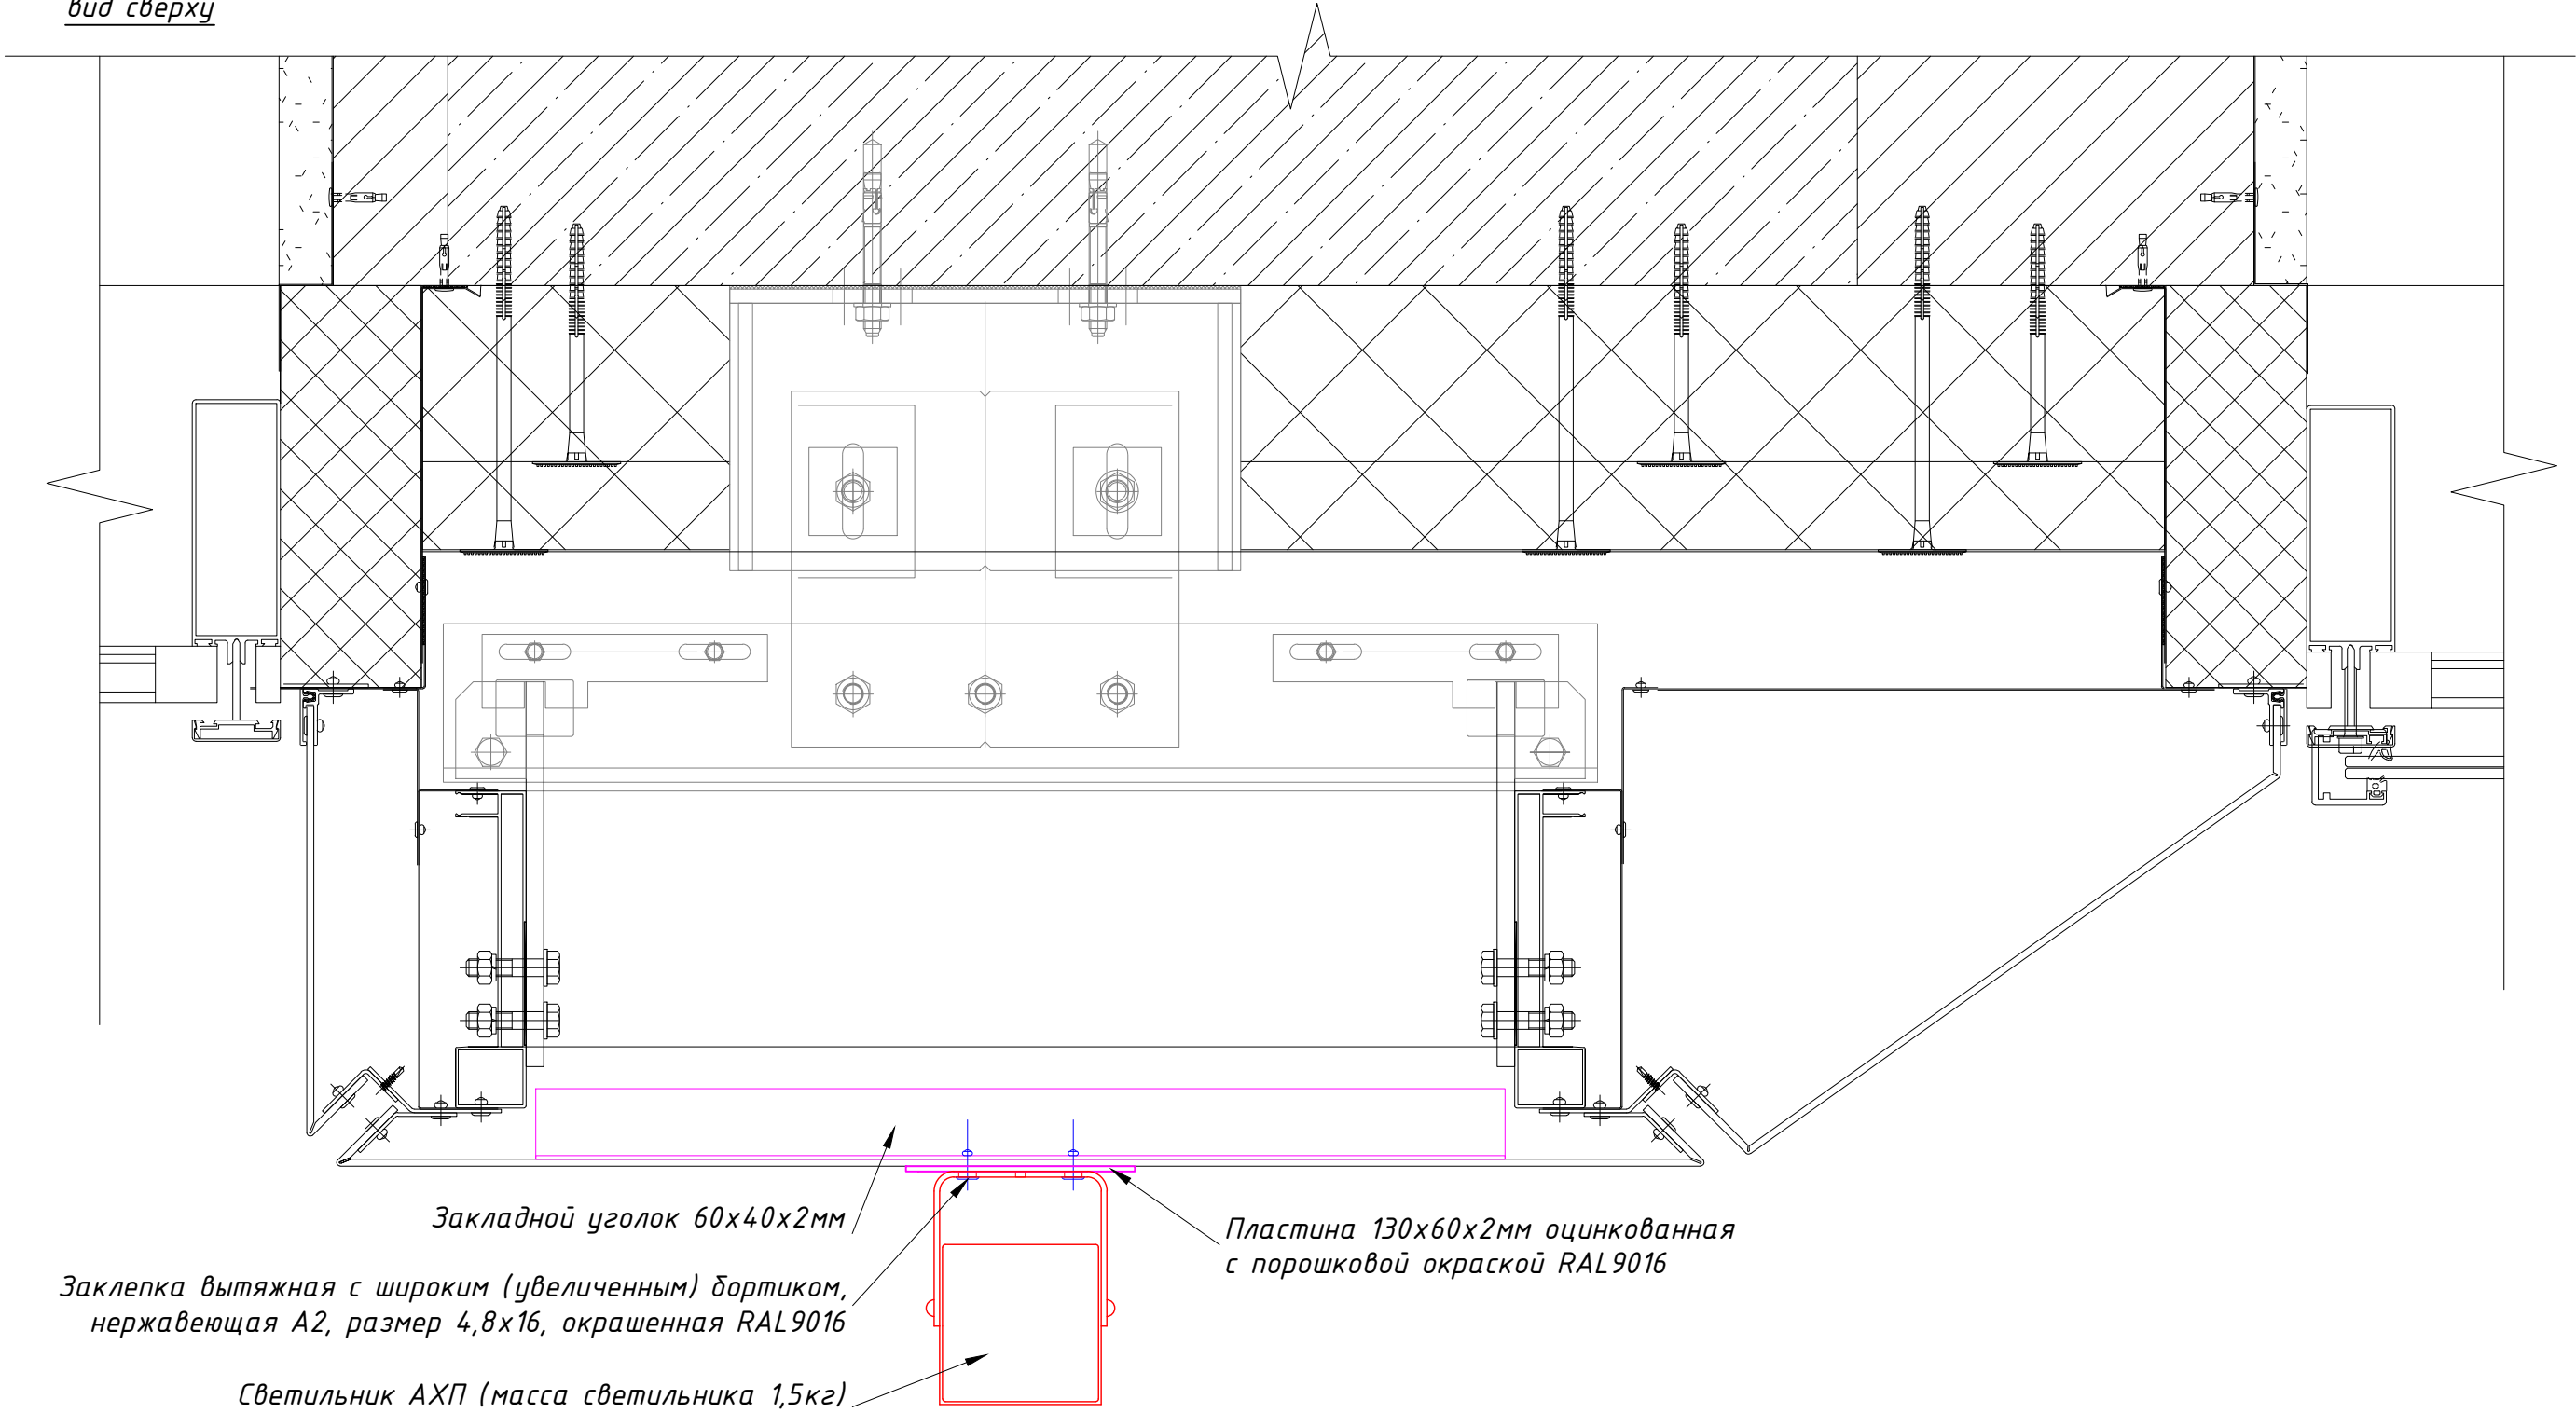 вид сверху
Закладной уголок 60х40х2мм
Пластина 130х60х2мм оцинкованная
с порошковой окраской RAL9016
Заклепка вытяжная с широким (увеличенным) бортиком,
нержавеющая А2, размер 4,8х16, окрашенная RAL9016
Светильник АХП (масса светильника 1,5кг)